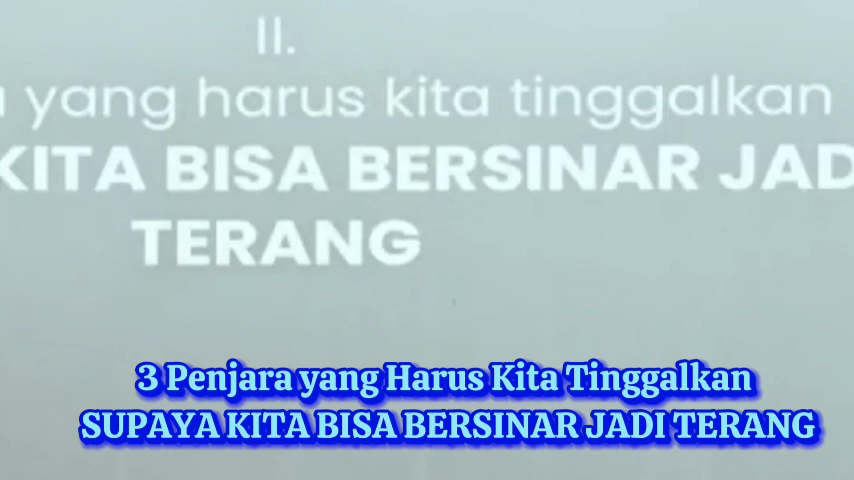 II.
yang harus kita tinggalkan
KITA BISA BERSINAR JADI
TERANG
3 Penjara yang Harus Kita Tinggalkan
SUPAYA KITA BISA BERSINAR JADI TERANG